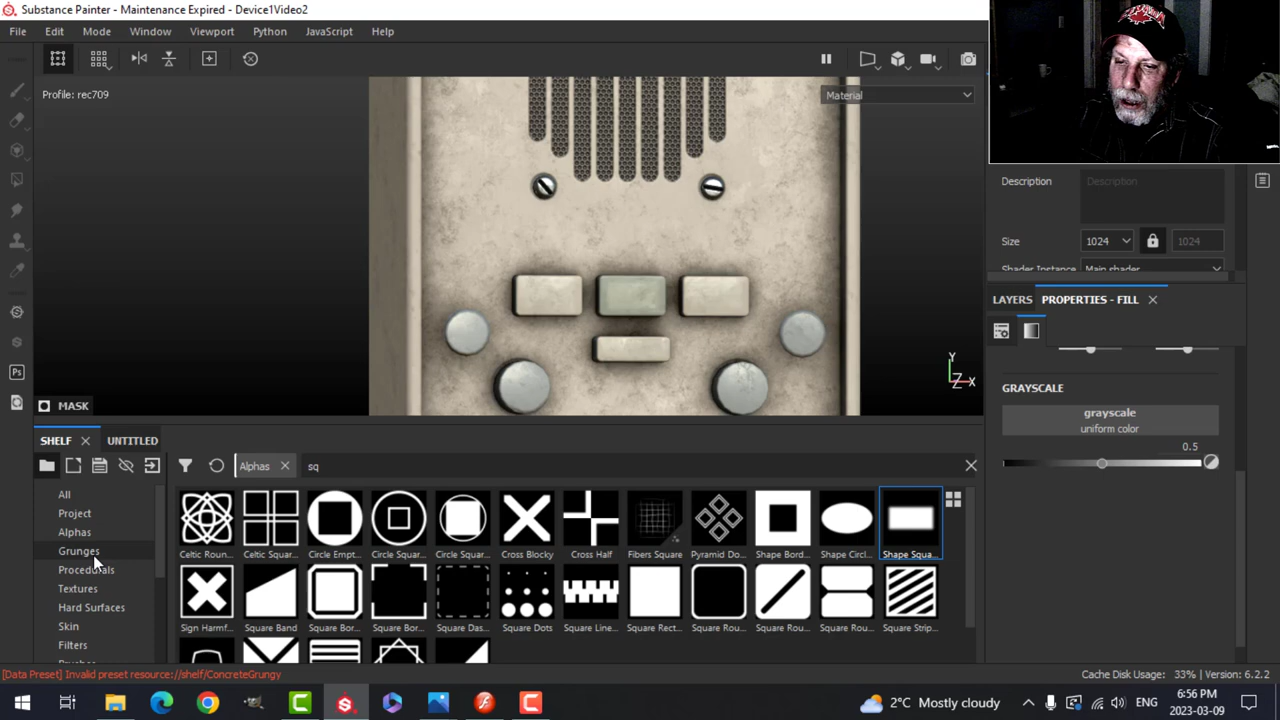 Substance Painter - Maintenance Expired - Device1Video2
File Edit Mode Window Viewport Python JavaScript Help
Profile: rec709
Material
MASK
Description Description
Size 1024 1024
Shader Instance Main shader
LAYERS PROPERTIES - FILL
GRAYSCALE
grayscale
uniform color
0.5
Y
Z X
SHELF UNTITLED
Alphas sq
All
Project
Alphas
Grunges
Procedurals
Textures
Hard Surfaces
Skin
Filters
Celtic Roun... Celtic Squar... Circle Empt... Circle Squar... Circle Squar... Cross Blocky Cross Half Fibers Square Pyramid Do... Shape Bord... Shape Circl... Shape Squa...
Sign Harmf... Square Band Square Bor... Square Bor... Square Das... Square Dots Square Line... Square Rect... Square Rou... Square Rou... Square Rou... Square Strip...
[Data Preset] Invalid preset resource://shelf/ConcreteGrungy
Cache Disk Usage: 33% | Version: 6.2.2
2°C Mostly cloudy
ENG
6:56 PM
2023-03-09